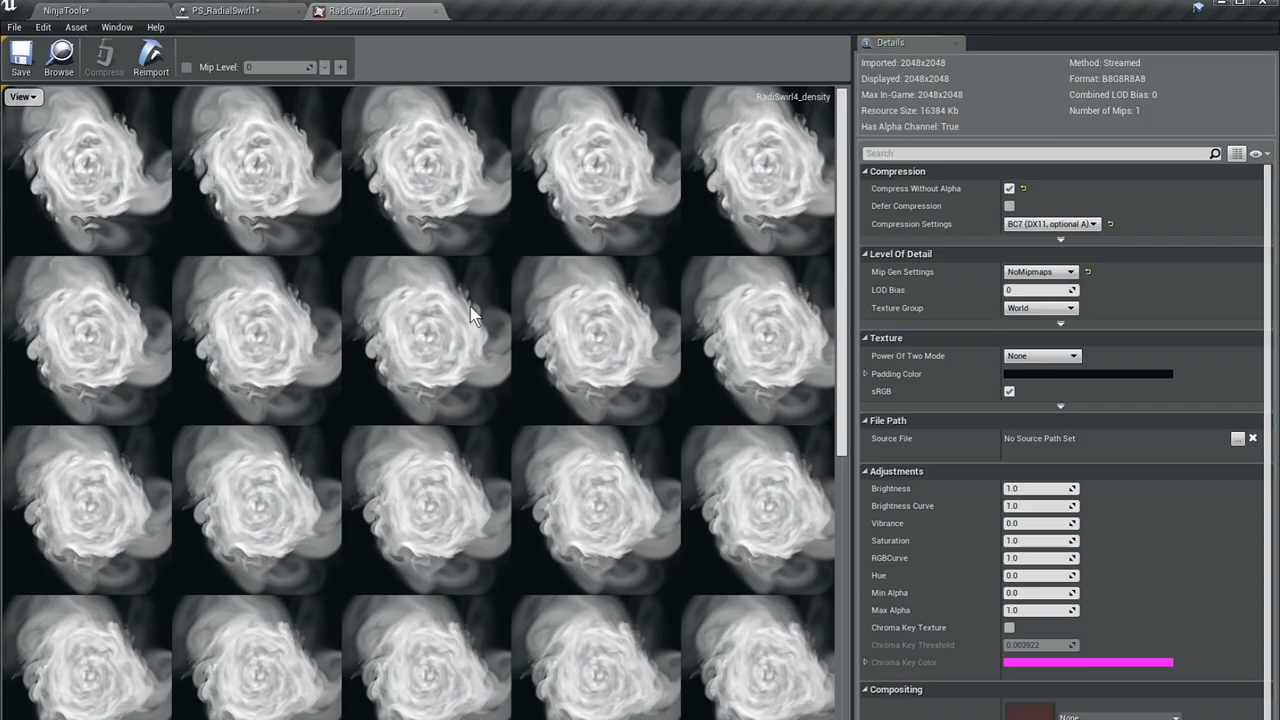 NinjaTools*
PS_RadialSwirl1*
RadiSwirl4_density
File Edit Asset Window Help
Save Browse Compress Reimport
Mip Level: 0 - +
View
RadiSwirl4_density
Details
Imported: 2048x2048 Method: Streamed
Displayed: 2048x2048 Format: B8G8R8A8
Max In-Game: 2048x2048 Combined LOD Bias: 0
Resource Size: 16384 Kb Number of Mips: 1
Has Alpha Channel: True
Search
Compression
Compress Without Alpha
Defer Compression
Compression Settings BC7 (DX11, optional A)
Level Of Detail
Mip Gen Settings NoMipmaps
LOD Bias 0
Texture Group World
Texture
Power Of Two Mode None
Padding Color
sRGB
File Path
Source File No Source Path Set ...
Adjustments
Brightness 1.0
Brightness Curve 1.0
Vibrance 0.0
Saturation 1.0
RGBCurve 1.0
Hue 0.0
Min Alpha 0.0
Max Alpha 1.0
Chroma Key Texture
Chroma Key Threshold 0.003922
Chroma Key Color
Compositing
None